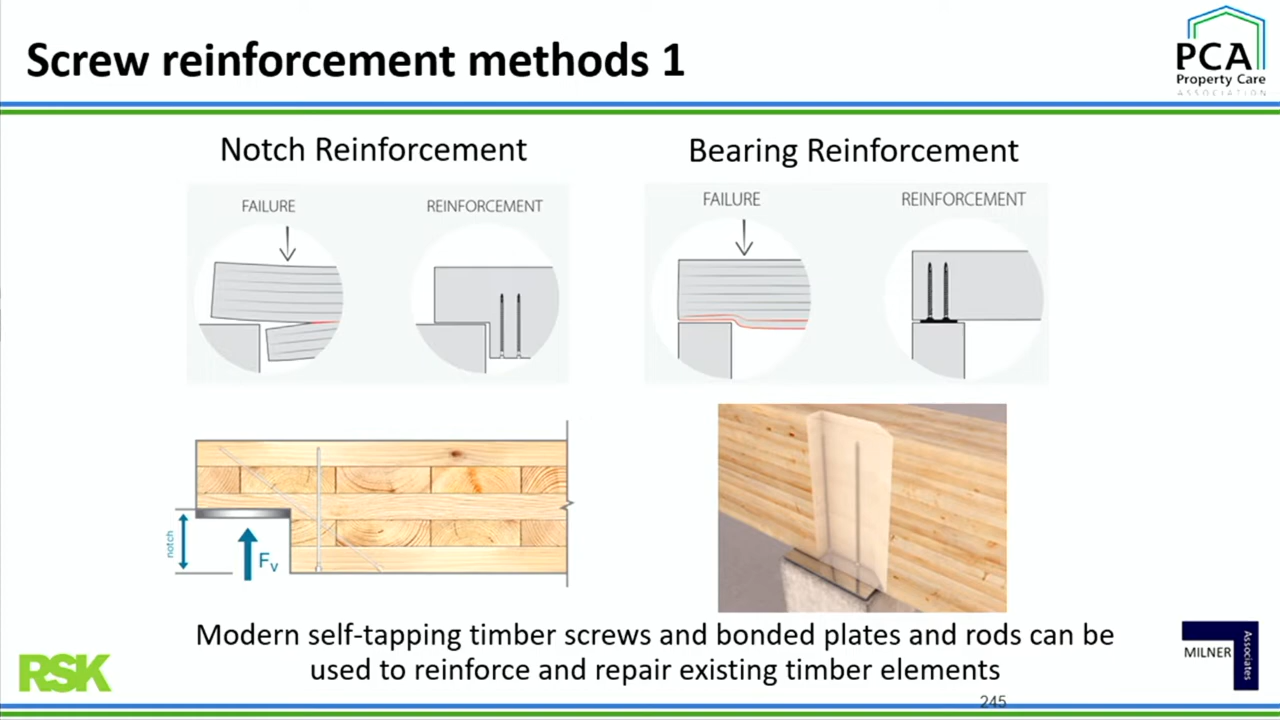 Screw reinforcement methods 1
PCA
Property Care
ASSOCIATION
Notch Reinforcement
Bearing Reinforcement
FAILURE
REINFORCEMENT
FAILURE
REINFORCEMENT
notch
Fv
Modern self-tapping timber screws and bonded plates and rods can be
used to reinforce and repair existing timber elements
RSK
MILNER
Associates
245